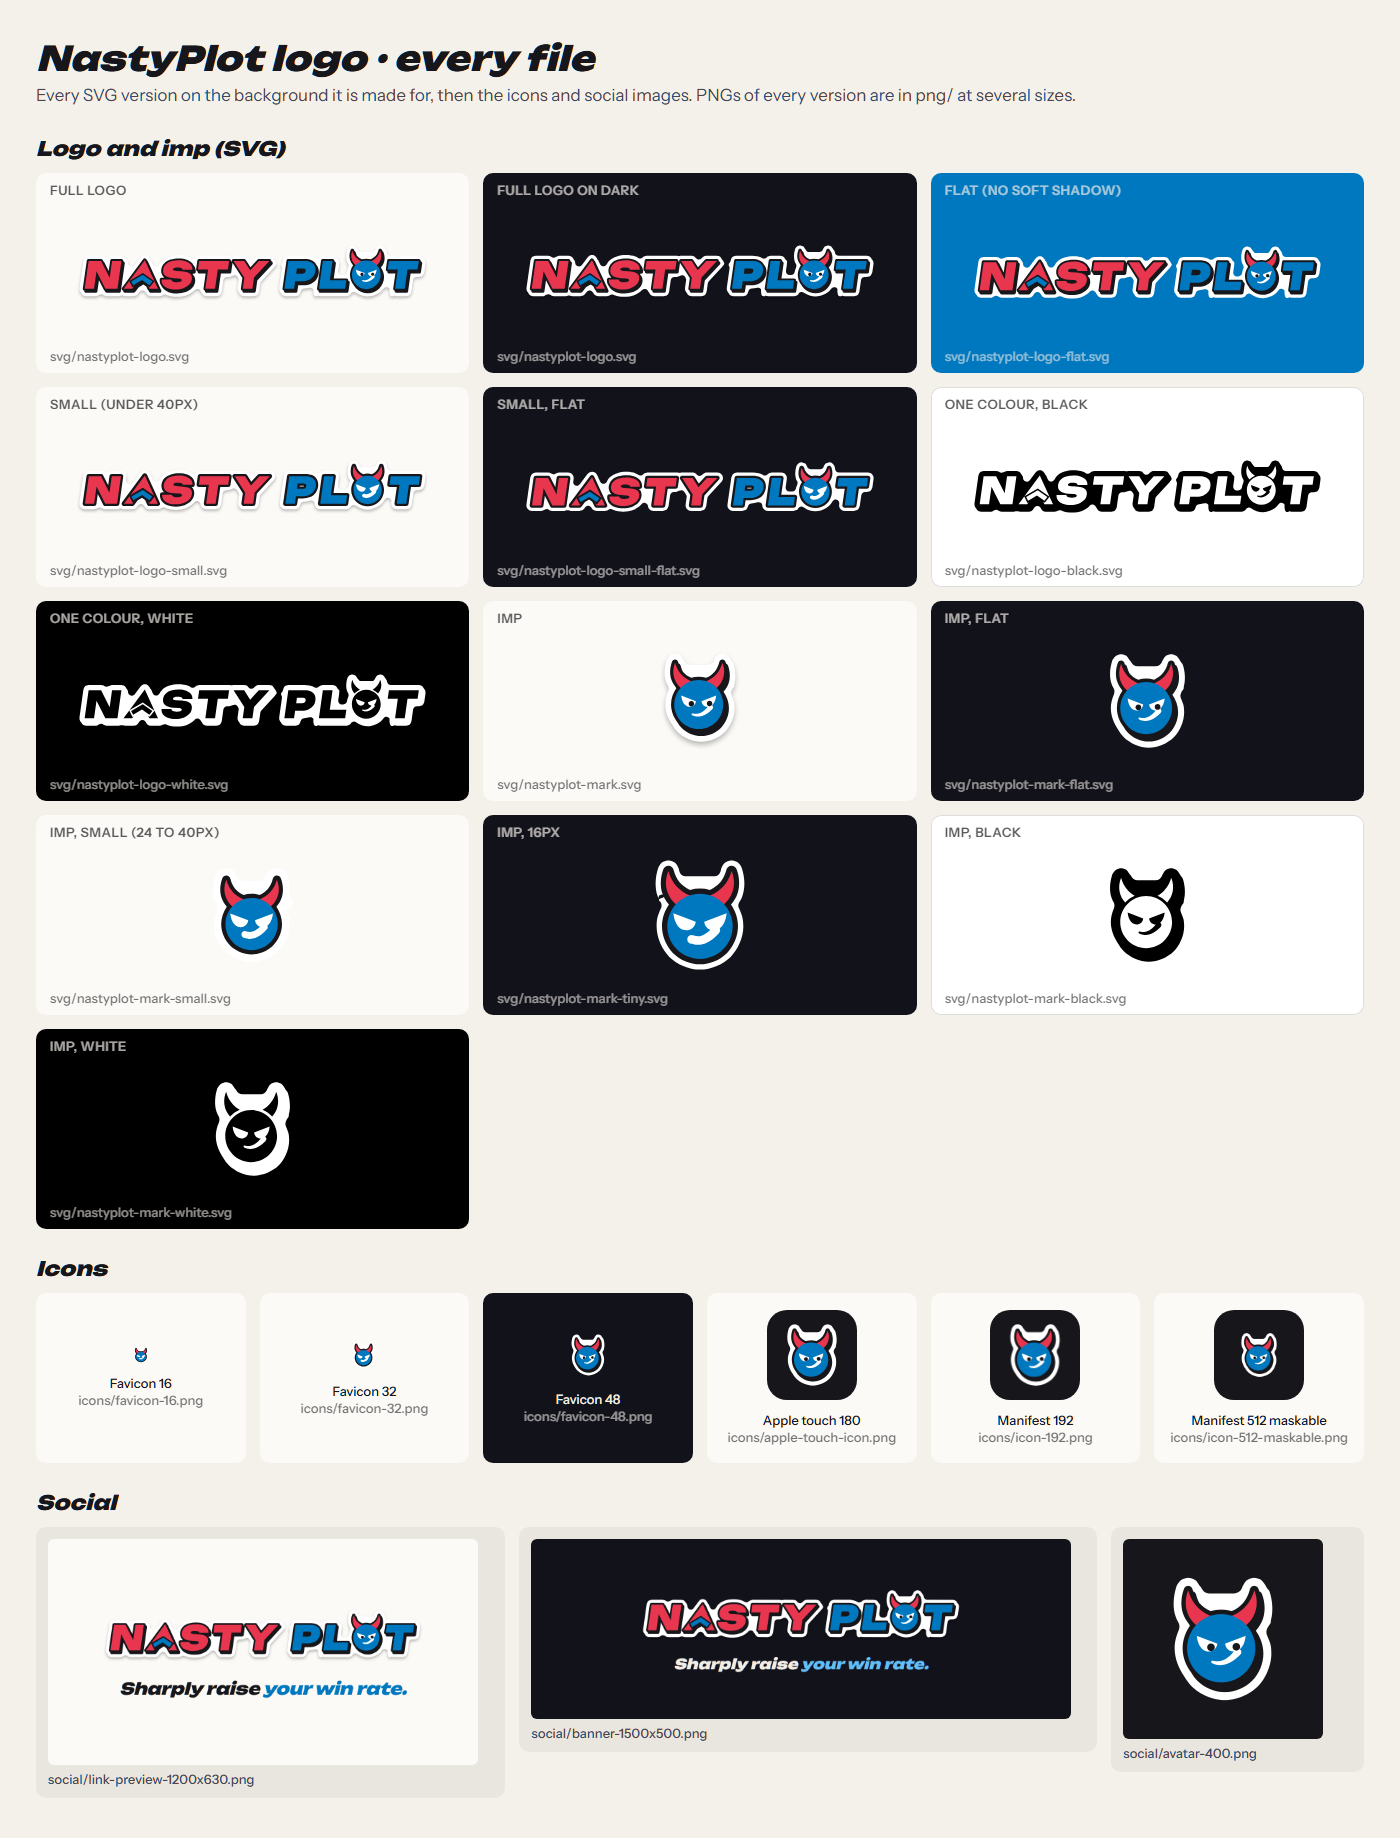 NastyPlot logo • every file
Every SVG version on the background it is made for, then the icons and social images. PNGs of every version are in png/ at several sizes.
Logo and imp (SVG)
FULL LOGO
NASTY PLOT
svg/nastyplot-logo.svg
FULL LOGO ON DARK
NASTY PLOT
svg/nastyplot-logo.svg
FLAT (NO SOFT SHADOW)
NASTY PLOT
svg/nastyplot-logo-flat.svg
SMALL (UNDER 40PX)
NASTY PLOT
svg/nastyplot-logo-small.svg
SMALL, FLAT
NASTY PLOT
svg/nastyplot-logo-small-flat.svg
ONE COLOUR, BLACK
NASTY PLOT
svg/nastyplot-logo-black.svg
ONE COLOUR, WHITE
NASTY PLOT
svg/nastyplot-logo-white.svg
IMP
svg/nastyplot-mark.svg
IMP, FLAT
svg/nastyplot-mark-flat.svg
IMP, SMALL (24 TO 40PX)
svg/nastyplot-mark-small.svg
IMP, 16PX
svg/nastyplot-mark-tiny.svg
IMP, BLACK
svg/nastyplot-mark-black.svg
IMP, WHITE
svg/nastyplot-mark-white.svg
Icons
Favicon 16
icons/favicon-16.png
Favicon 32
icons/favicon-32.png
Favicon 48
icons/favicon-48.png
Apple touch 180
icons/apple-touch-icon.png
Manifest 192
icons/icon-192.png
Manifest 512 maskable
icons/icon-512-maskable.png
Social
NASTY PLOT
Sharply raise your win rate.
social/link-preview-1200x630.png
NASTY PLOT
Sharply raise your win rate.
social/banner-1500x500.png
social/avatar-400.png